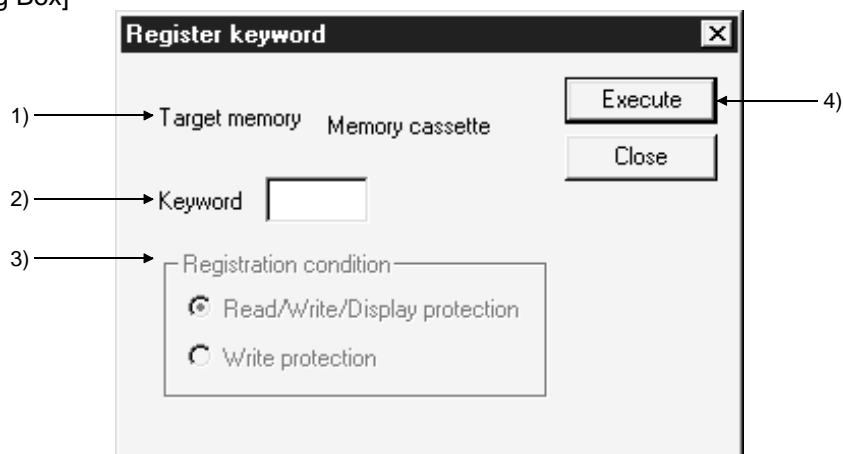 g Box]
Register keyword
1) Target memory Memory cassette Execute 4)
Close
2) Keyword
3) Registration condition
Read/Write/Display protection
Write protection